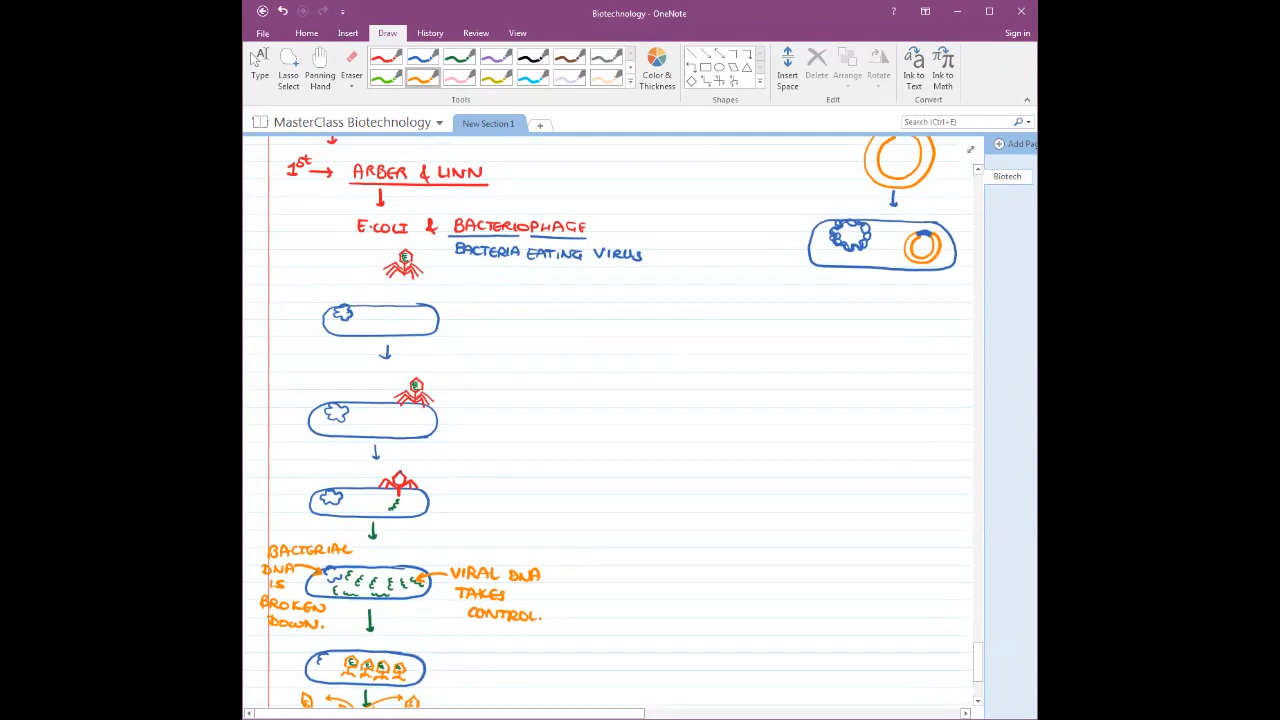 Biotechnology - OneNote
?
File
Home
Insert
Draw
History
Review
View
Sign in
Type
Lasso Select
Panning Hand
Eraser
Color & Thickness
Insert Space
Delete
Arrange
Rotate
Ink to Text
Ink to Math
Tools
Shapes
Edit
Convert
MasterClass Biotechnology
New Section 1
Search (Ctrl+E)
Add Pag
Biotech
1st → ARBER & LINN
E.COLI & BACTERIOPHAGE
BACTERIA EATING VIRUS
BACTERIAL
DNA IS
BROKEN
DOWN.
VIRAL DNA
TAKES
CONTROL.